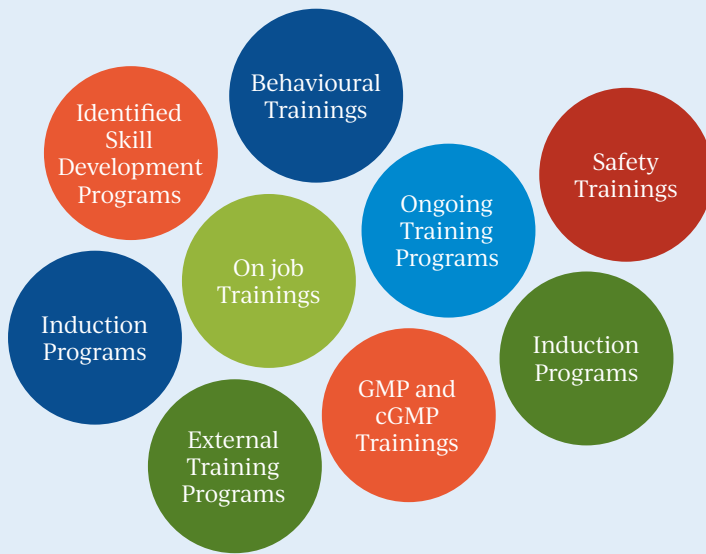 Behavioural
Trainings
Identified
Skill
Development
Programs
Safety
Trainings
Ongoing
Training
Programs
On job
Trainings
Induction
Programs
Induction
Programs
GMP and
cGMP
Trainings
External
Training
Programs